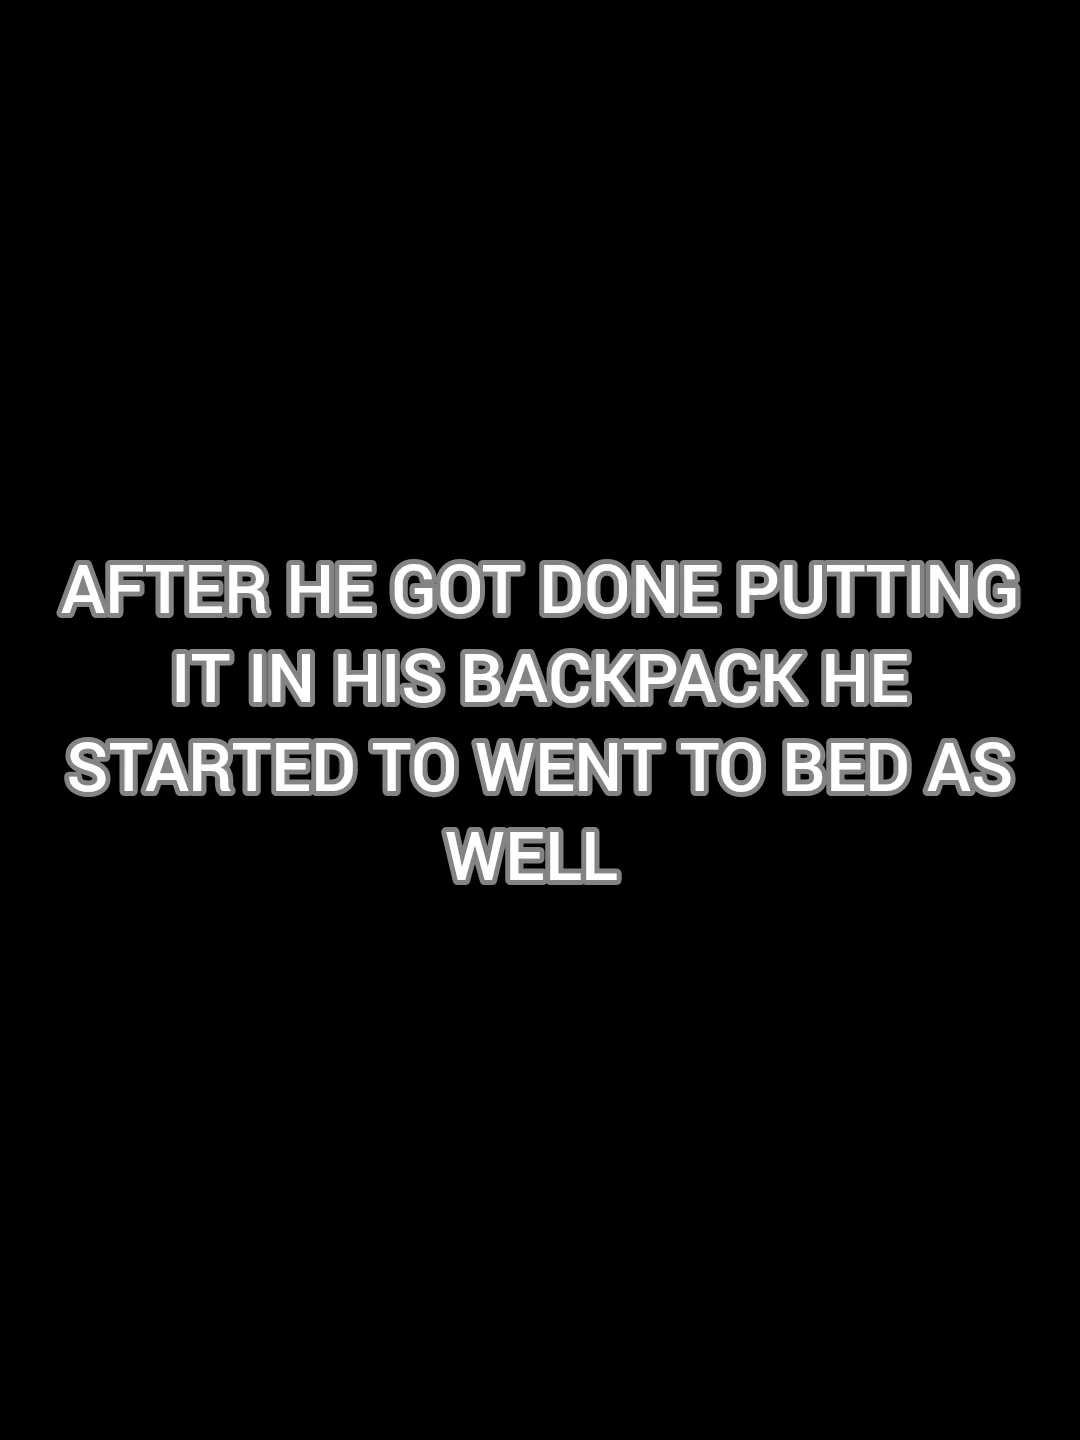 AFTER HE GOT DONE PUTTING
IT IN HIS BACKPACK HE
STARTED TO WENT TO BED AS
WELL